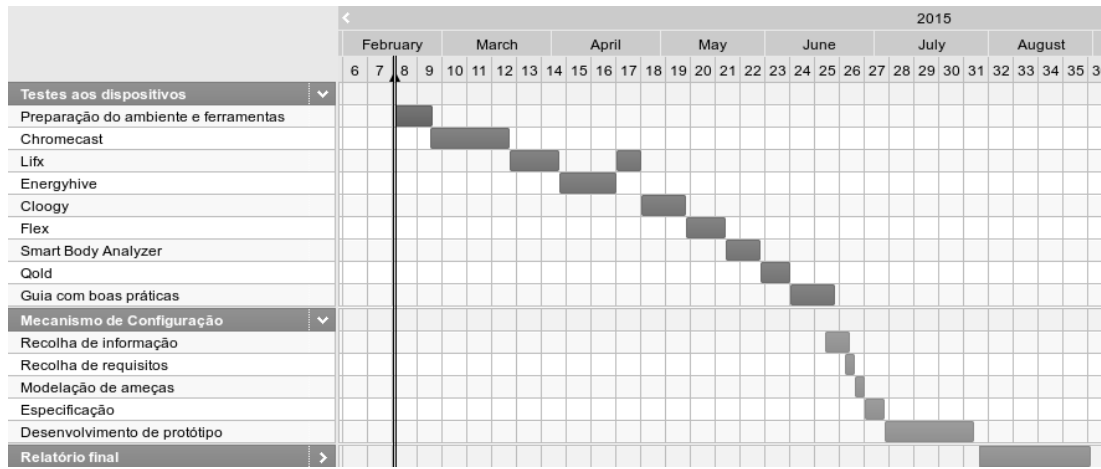 2015
February March April May June July August
6 7 8 9 10 11 12 13 14 15 16 17 18 19 20 21 22 23 24 25 26 27 28 29 30 31 32 33 34 35
Testes aos dispositivos
Preparação do ambiente e ferramentas
Chromecast
Lifx
Energyhive
Cloogy
Flex
Smart Body Analyzer
Qold
Guia com boas práticas
Mecanismo de Configuração
Recolha de informação
Recolha de requisitos
Modelação de ameças
Especificação
Desenvolvimento de protótipo
Relatório final